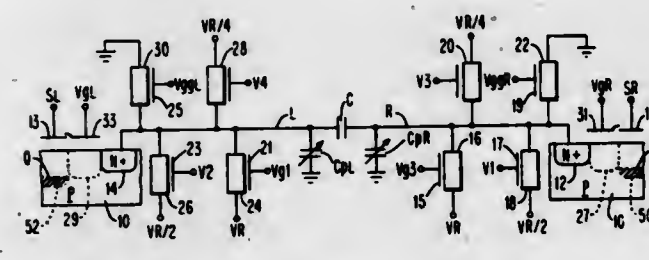 VR/4 VR/4
30 28 20 22
SL VgL VggL V4 V3 VggR VgR SR
13 33 25 L C R 19 31
Q N+ 23 21 CpL CpR 16 17 N+
V2 Vg1 Vg3 V1
P 14 P
52 29 10 26 24 15 18 12 27
VR/2 VR VR VR/2